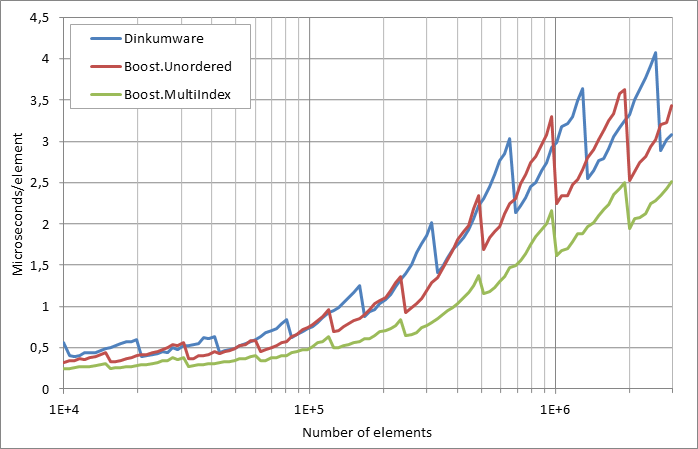 4,5
4
3,5
3
2,5
2
1,5
1
0,5
0
Microseconds/element
Dinkumware
Boost.Unordered
Boost.MultiIndex
1E+4
1E+5
1E+6
Number of elements